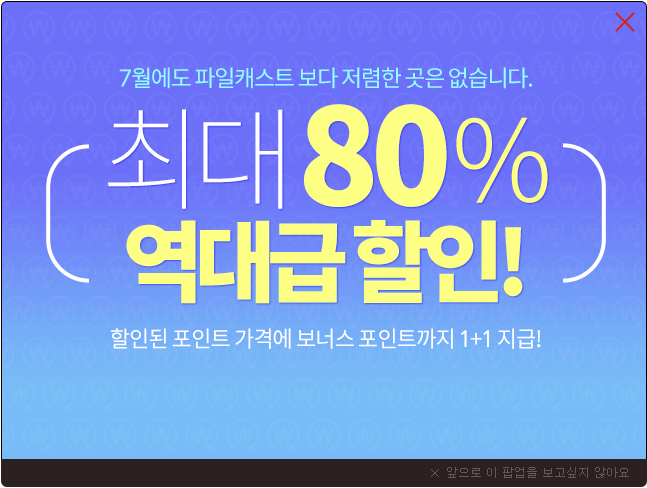 7월에도 파일캐스트 보다 저렴한 곳은 없습니다.
최대 80%
역대급 할인!
할인된 포인트 가격에 보너스 포인트까지 1+1 지급!
× 앞으로 이 팝업을 보고싶지 않아요